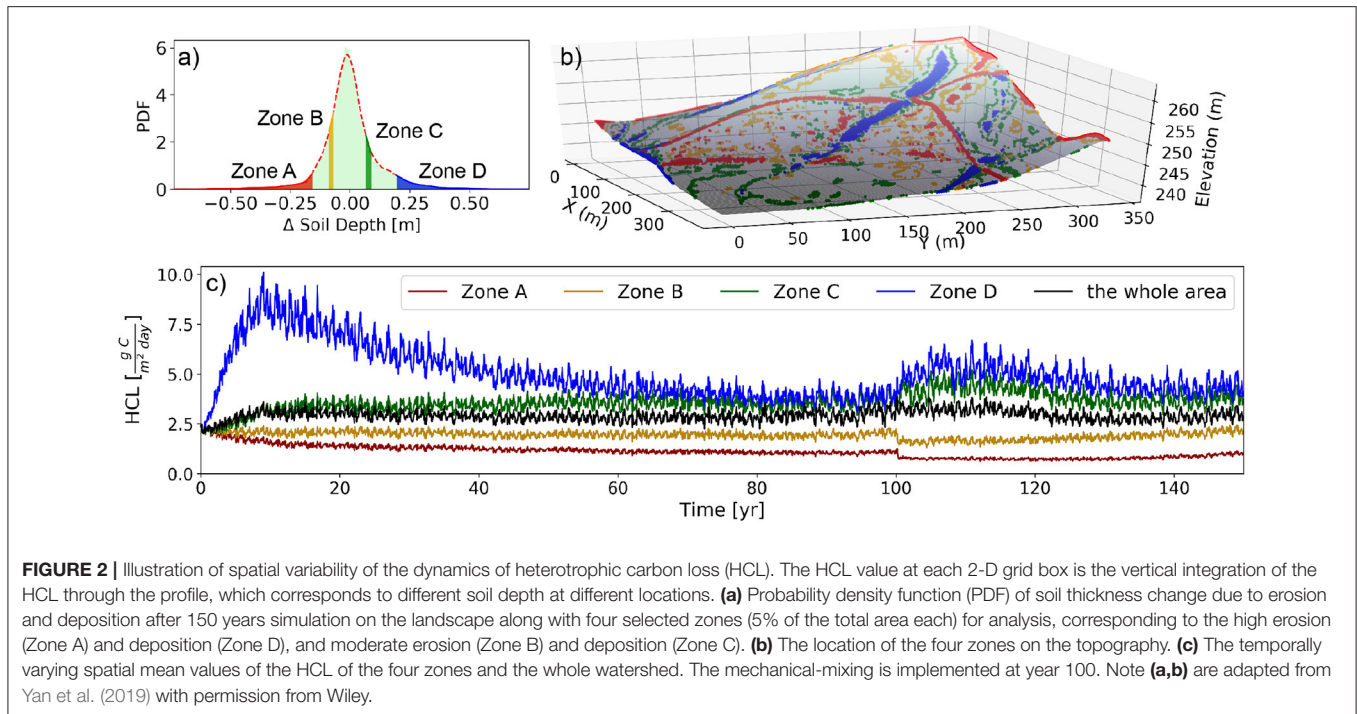 a)
6
4
2
0
PDF
Zone A
Zone B
Zone C
Zone D
−0.50 −0.25 0.00 0.25 0.50
Δ Soil Depth [m]
b)
0
100
200
300
X (m)
0 50 100 150 200 250 300 350
Y (m)
260
255
250
245
240
Elevation (m)
c)
Zone A Zone B Zone C Zone D the whole area
10.0
7.5
5.0
2.5
0.0
HCL [g C / m² day]
0 20 40 60 80 100 120 140
Time [yr]
FIGURE 2 | Illustration of spatial variability of the dynamics of heterotrophic carbon loss (HCL). The HCL value at each 2-D grid box is the vertical integration of the
HCL through the profile, which corresponds to different soil depth at different locations. (a) Probability density function (PDF) of soil thickness change due to erosion
and deposition after 150 years simulation on the landscape along with four selected zones (5% of the total area each) for analysis, corresponding to the high erosion
(Zone A) and deposition (Zone D), and moderate erosion (Zone B) and deposition (Zone C). (b) The location of the four zones on the topography. (c) The temporally
varying spatial mean values of the HCL of the four zones and the whole watershed. The mechanical-mixing is implemented at year 100. Note (a,b) are adapted from
Yan et al. (2019) with permission from Wiley.